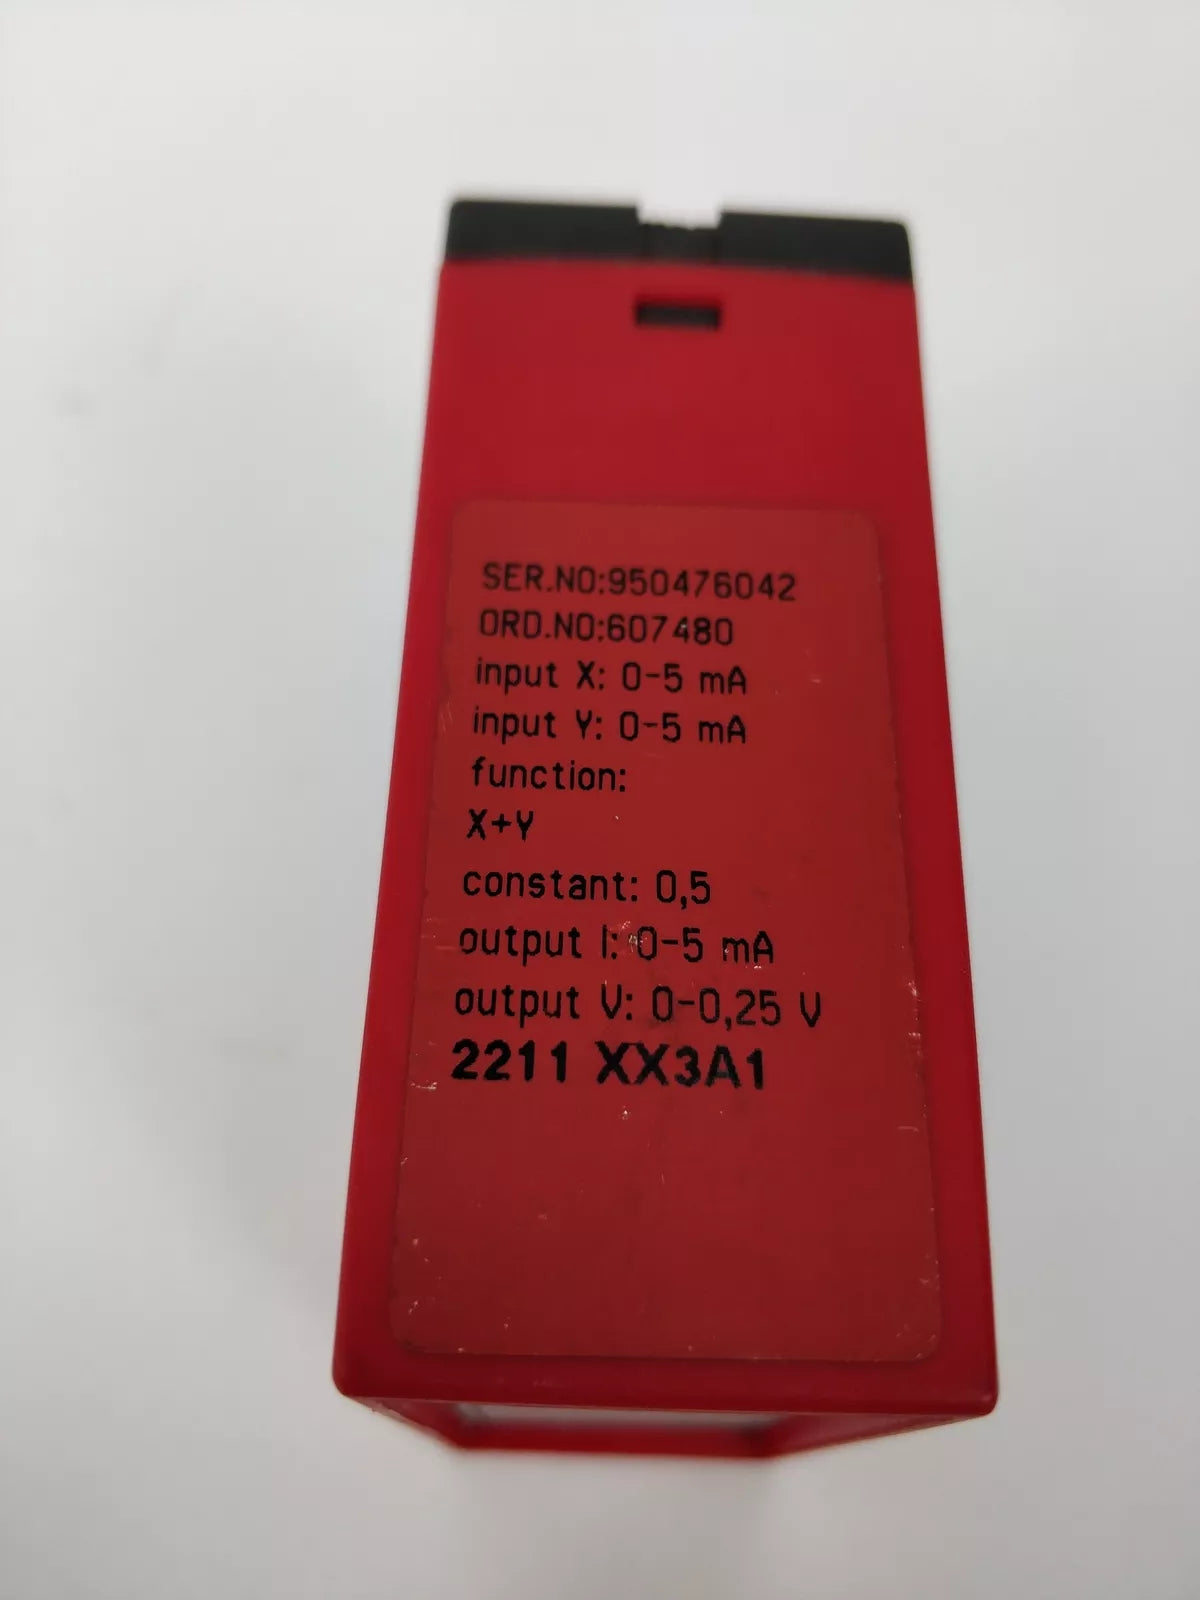 SER.NO:950476042
ORD.NO:607480
input X: 0-5 mA
input Y: 0-5 mA
function:
X+Y
constant: 0,5
output I: 0-5 mA
output V: 0-0,25 V
2211 XX3A1